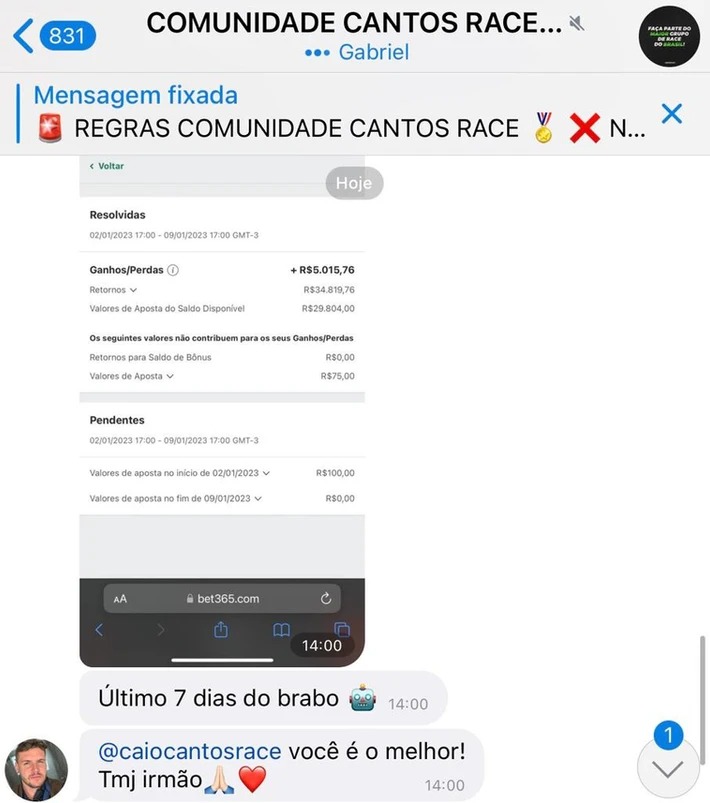 831
COMUNIDADE CANTOS RACE...
Gabriel
FAÇA PARTE DO
MAIOR GRUPO
DE RACE
DO BRASIL!
Mensagem fixada
🚨 REGRAS COMUNIDADE CANTOS RACE 🏅 ❌ N...
Hoje
Voltar
Resolvidas
02/01/2023 17:00 - 09/01/2023 17:00 GMT-3
Ganhos/Perdas + R$5.015,76
Retornos R$34.819,76
Valores de Aposta do Saldo Disponível R$29.804,00
Os seguintes valores não contribuem para os seus Ganhos/Perdas
Retornos para Saldo de Bônus R$0,00
Valores de Aposta R$75,00
Pendentes
02/01/2023 17:00 - 09/01/2023 17:00 GMT-3
Valores de aposta no início de 02/01/2023 R$100,00
Valores de aposta no fim de 09/01/2023 R$0,00
AA bet365.com
14:00
Último 7 dias do brabo 🤖 14:00
@caiocantosrace você é o melhor!
Tmj irmão🙏🏻❤️ 14:00
1